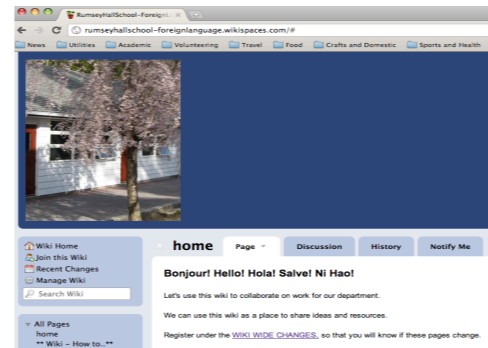 RumseyHallSchool-Foreign...
rumseyhallschool-foreignlanguage.wikispaces.com/#
News Utilities Academic Volunteering Travel Food Crafts and Domestic Sports and Health
Wiki Home
Join this Wiki
Recent Changes
Manage Wiki
Search Wiki
All Pages
home
** Wiki - How to..**
home Page Discussion History Notify Me
Bonjour! Hello! Hola! Salve! Ni Hao!
Let's use this wiki to collaborate on work for our department.
We can use this wiki as a place to share ideas and resources.
Register under the WIKI WIDE CHANGES, so that you will know if these pages change.